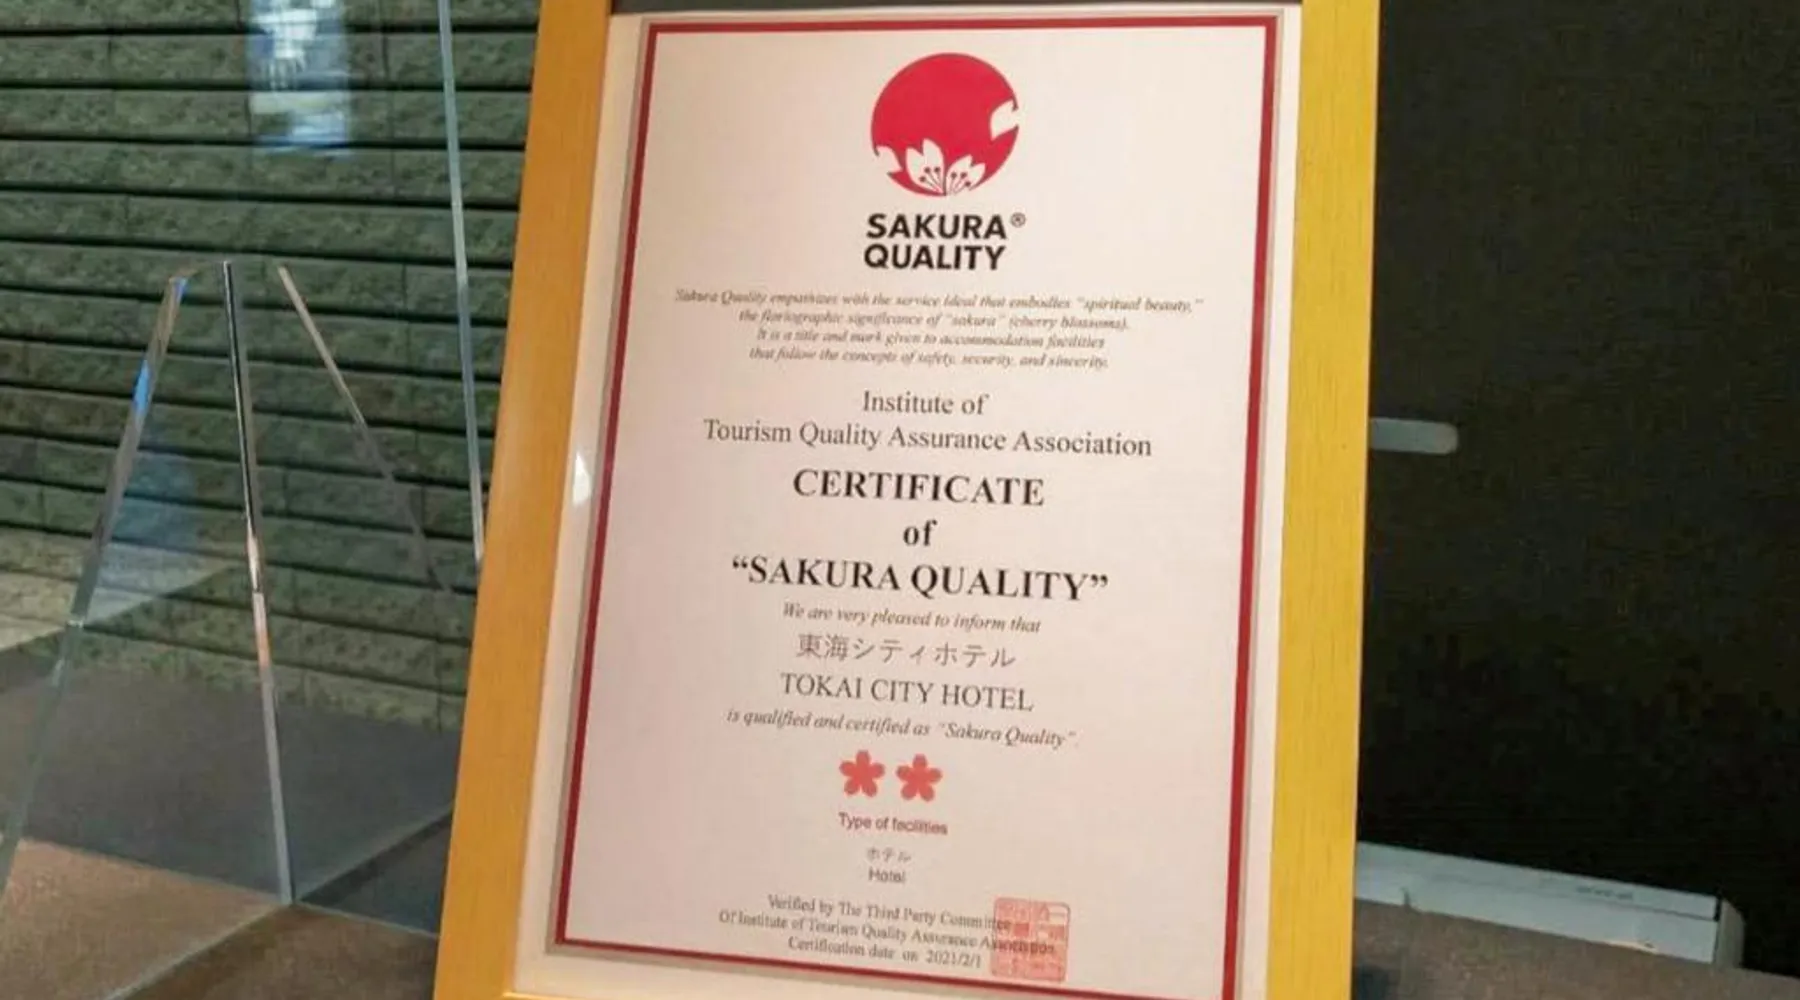 SAKURA®
QUALITY
Sakura Quality empathizes with the service ideal that embodies "spiritual beauty,"
the floriographic significance of "sakura" (cherry blossoms).
It is a title and mark given to accommodation facilities
that follow the concepts of safety, security, and sincerity.
Institute of
Tourism Quality Assurance Association
CERTIFICATE
of
“SAKURA QUALITY”
We are very pleased to inform that
東海シティホテル
TOKAI CITY HOTEL
is qualified and certified as "Sakura Quality".
Type of facilities
ホテル
Hotel
Verified by The Third Party Committee
Of Institute of Tourism Quality Assurance Association
Certification date on 2021/2/1